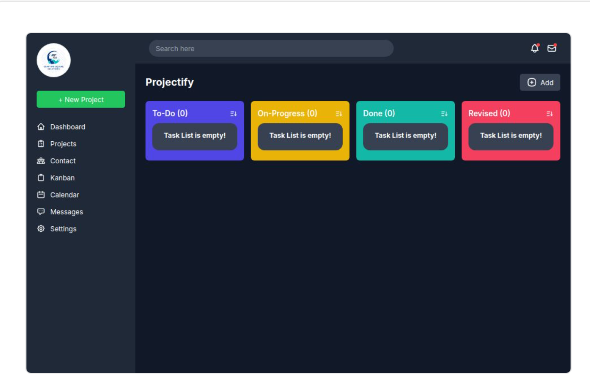 Search here
+ New Project
Dashboard
Projects
Contact
Kanban
Calendar
Messages
Settings
Projectify
Add
To-Do (0)
Task List is empty!
On-Progress (0)
Task List is empty!
Done (0)
Task List is empty!
Revised (0)
Task List is empty!